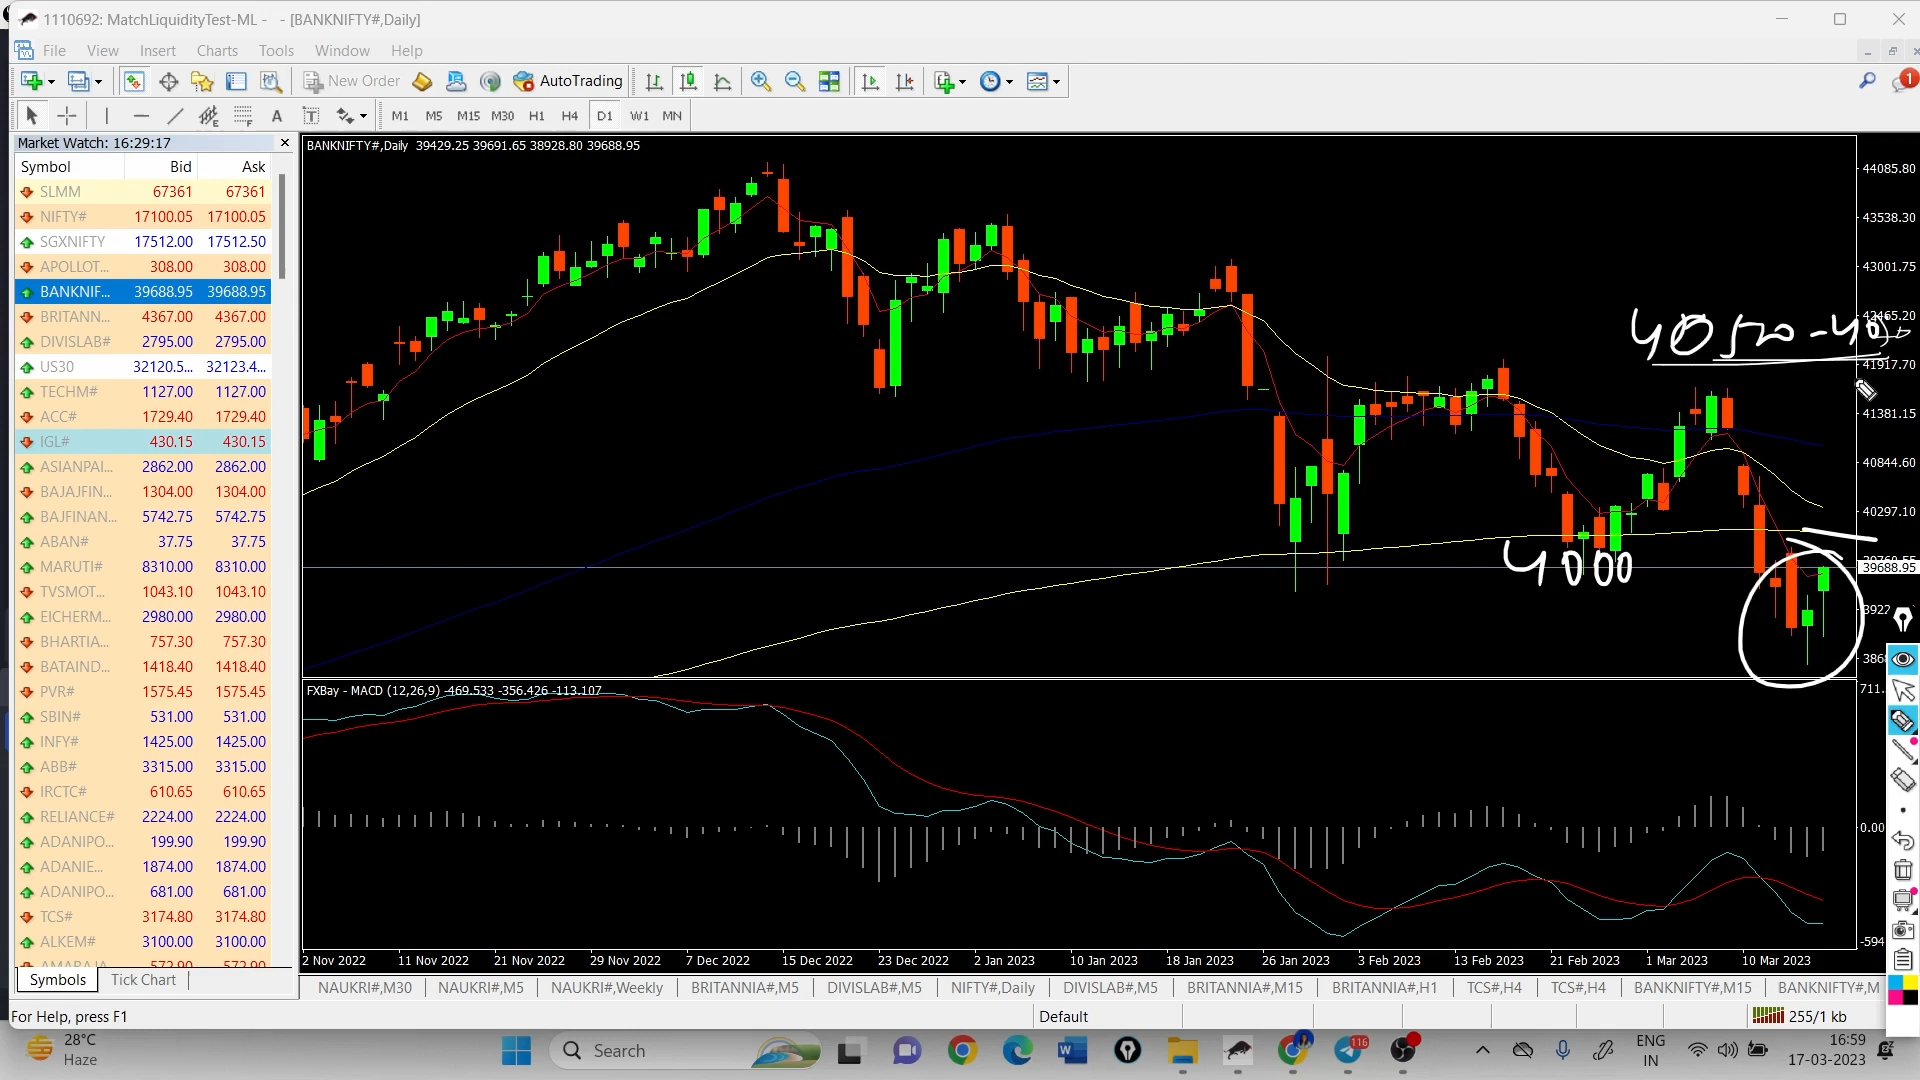 1110692: MatchLiquidityTest-ML - - [BANKNIFTY#,Daily]
File View Insert Charts Tools Window Help
New Order AutoTrading
1
A T M1 M5 M15 M30 H1 H4 D1 W1 MN
Market Watch: 16:29:17
Symbol Bid Ask
SLMM 67361 67361
NIFTY# 17100.05 17100.05
SGXNIFTY 17512.00 17512.50
APOLLOT... 308.00 308.00
BANKNIF... 39688.95 39688.95
BRITANN... 4367.00 4367.00
DIVISLAB# 2795.00 2795.00
US30 32120.5... 32123.4...
TECHM# 1127.00 1127.00
ACC# 1729.40 1729.40
IGL# 430.15 430.15
ASIANPAI... 2862.00 2862.00
BAJAJFIN... 1304.00 1304.00
BAJFINAN... 5742.75 5742.75
ABAN# 37.75 37.75
MARUTI# 8310.00 8310.00
TVSMOT... 1043.10 1043.10
EICHERM... 2980.00 2980.00
BHARTIA... 757.30 757.30
BATAIND... 1418.40 1418.40
PVR# 1575.45 1575.45
SBIN# 531.00 531.00
INFY# 1425.00 1425.00
ABB# 3315.00 3315.00
IRCTC# 610.65 610.65
RELIANCE# 2224.00 2224.00
ADANIPO... 199.90 199.90
ADANIE... 1874.00 1874.00
ADANIPO... 681.00 681.00
TCS# 3174.80 3174.80
ALKEM# 3100.00 3100.00
AMARAJA 572.90 572.90
Symbols Tick Chart
BANKNIFTY#,Daily 39429.25 39691.65 38928.80 39688.95
44085.80
43538.30
43001.75
42465.20
41917.70
41381.15
40844.60
40297.10
39688.95
3927
386
4000
FXBay - MACD (12,26,9) -469.533 -356.426 -113.107
711.
0.00
-594
2 Nov 2022 11 Nov 2022 21 Nov 2022 29 Nov 2022 7 Dec 2022 15 Dec 2022 23 Dec 2022 2 Jan 2023 10 Jan 2023 18 Jan 2023 26 Jan 2023 3 Feb 2023 13 Feb 2023 21 Feb 2023 1 Mar 2023 10 Mar 2023
NAUKRI#,M30 NAUKRI#,M5 NAUKRI#,Weekly BRITANNIA#,M5 DIVISLAB#,M5 NIFTY#,Daily DIVISLAB#,M5 BRITANNIA#,M15 BRITANNIA#,H1 TCS#,H4 TCS#,H4 BANKNIFTY#,M15 BANKNIFTY#,M
For Help, press F1 Default 255/1 kb
28°C
Haze
Search
116
ENG
IN
16:59
17-03-2023